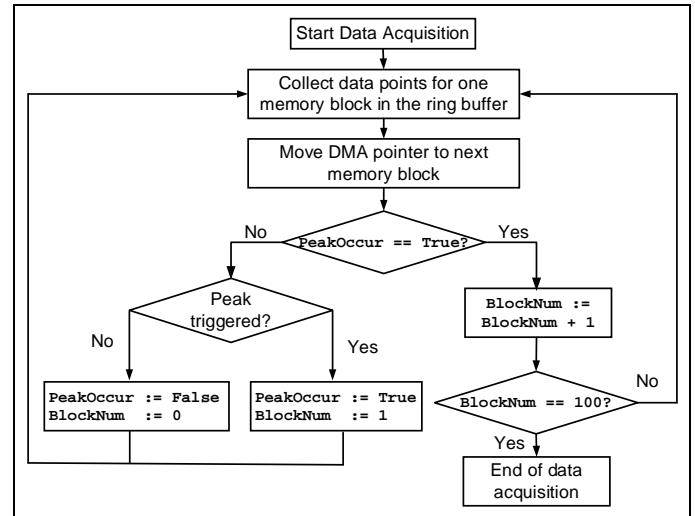 Start Data Acquisition
Collect data points for one
memory block in the ring buffer
Move DMA pointer to next
memory block
No
PeakOccur == True?
Yes
Peak
triggered?
BlockNum :=
BlockNum + 1
No
Yes
PeakOccur := False
BlockNum := 0
PeakOccur := True
BlockNum := 1
BlockNum == 100?
No
Yes
End of data
acquisition